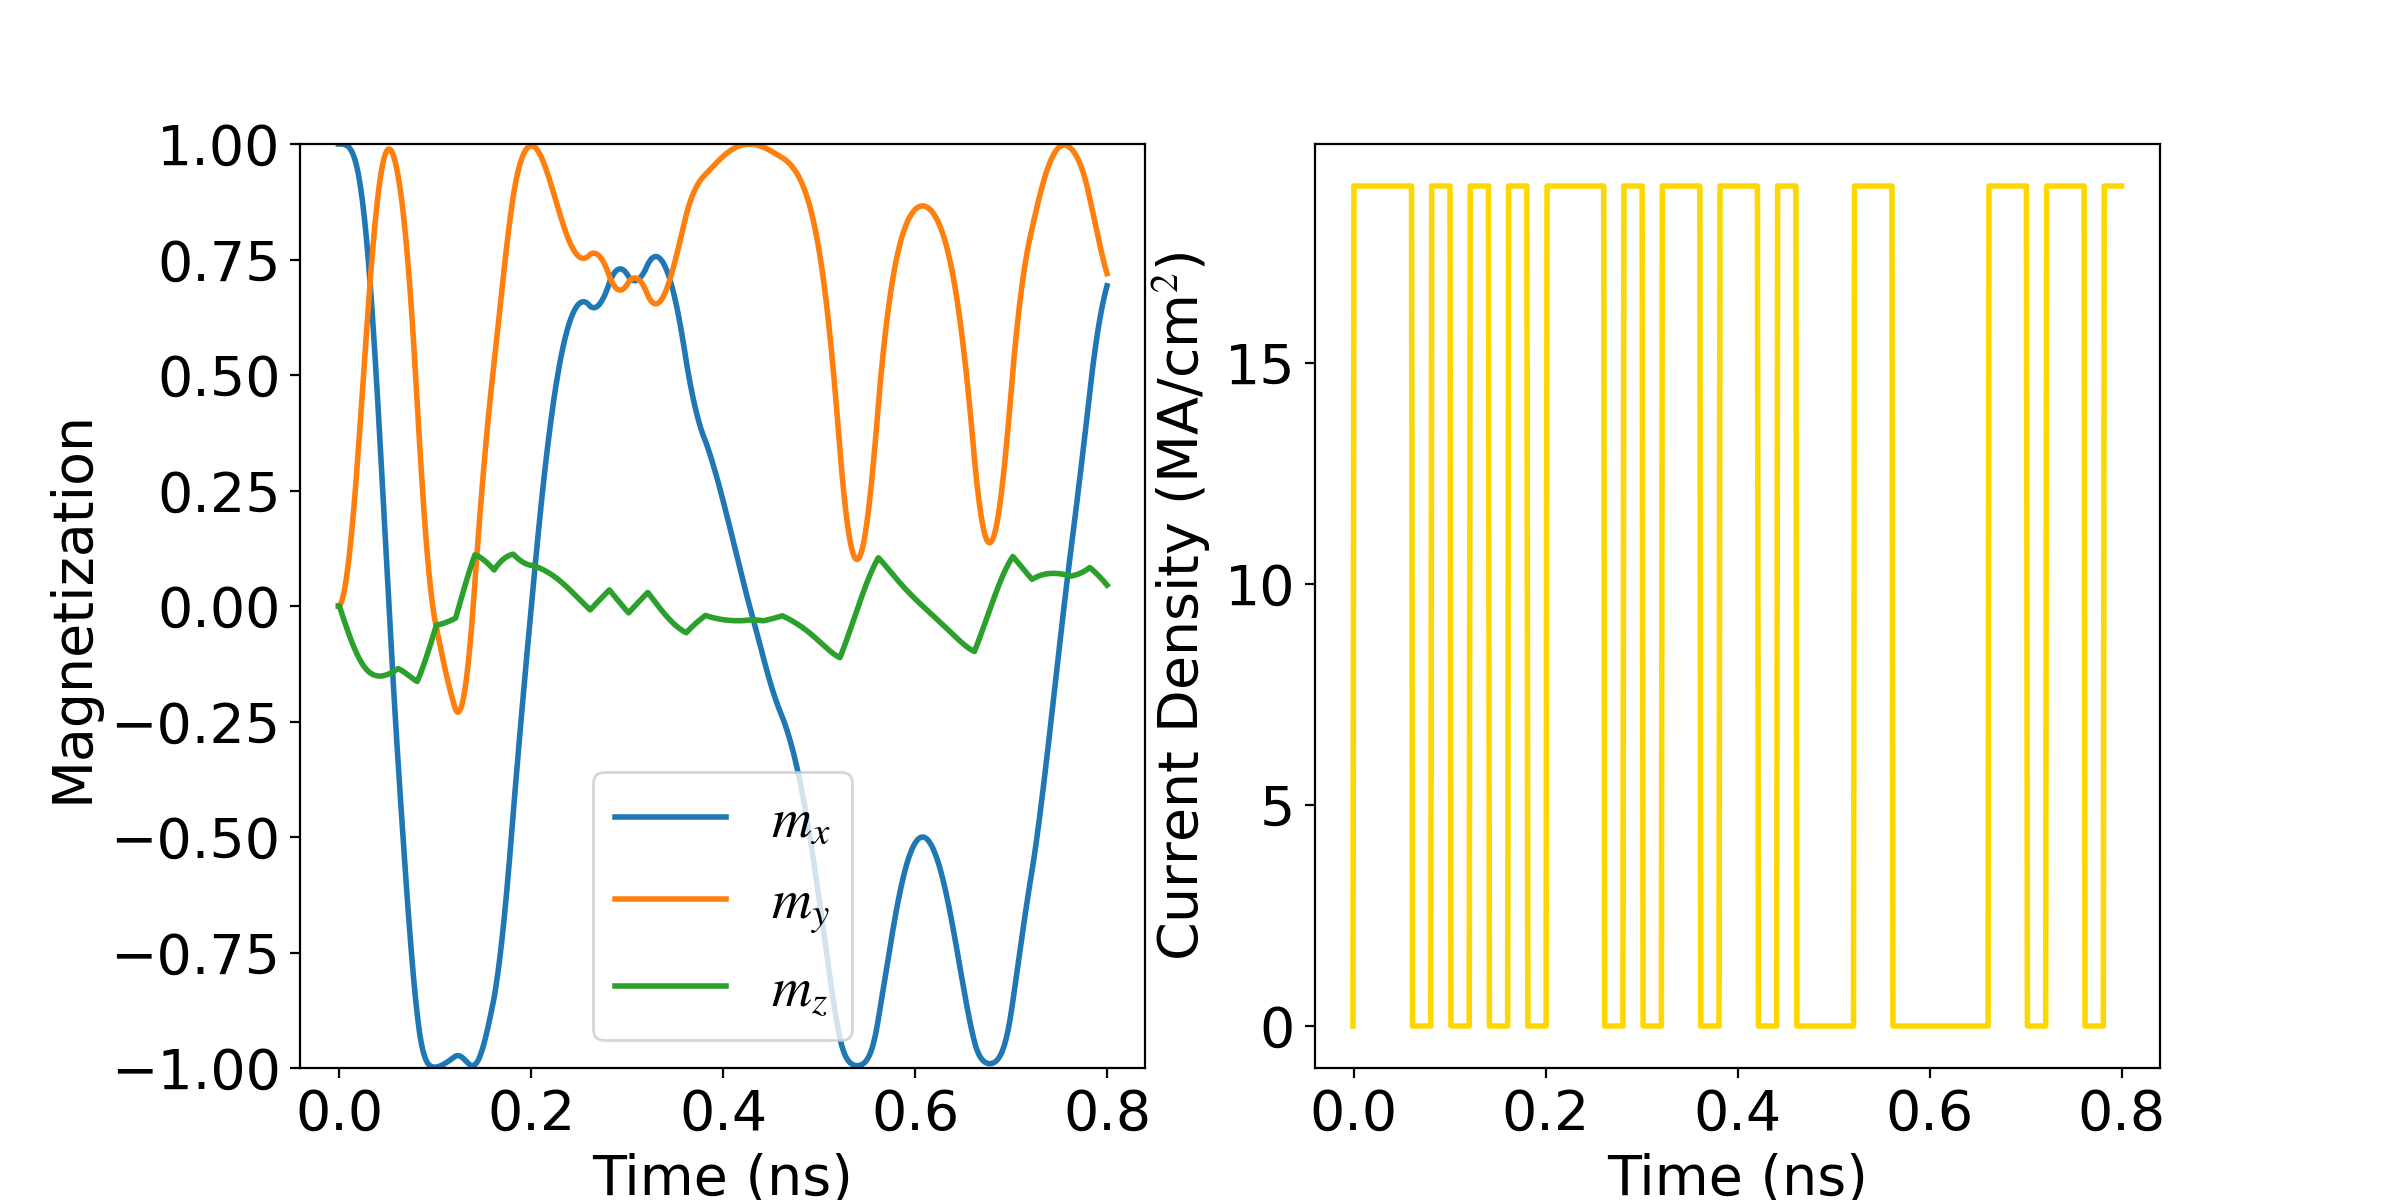 Magnetization
1.00
0.75
0.50
0.25
0.00
−0.25
−0.50
−0.75
−1.00
0.0 0.2 0.4 0.6 0.8
Time (ns)
m_x
m_y
m_z
Current Density (MA/cm²)
15
10
5
0
0.0 0.2 0.4 0.6 0.8
Time (ns)